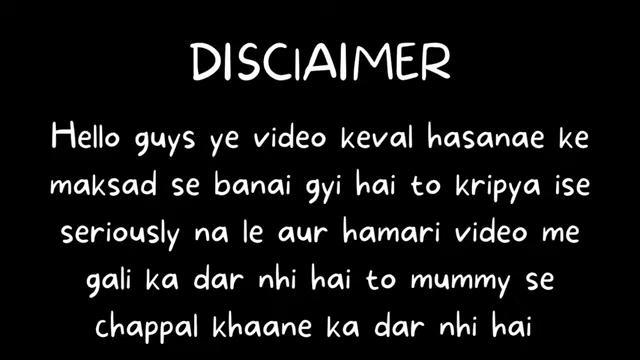 DISCLAIMER
Hello guys ye video keval hasanae ke
maksad se banai gyi hai to kripya ise
seriously na le aur hamari video me
gali ka dar nhi hai to mummy se
chappal khaane ka dar nhi hai